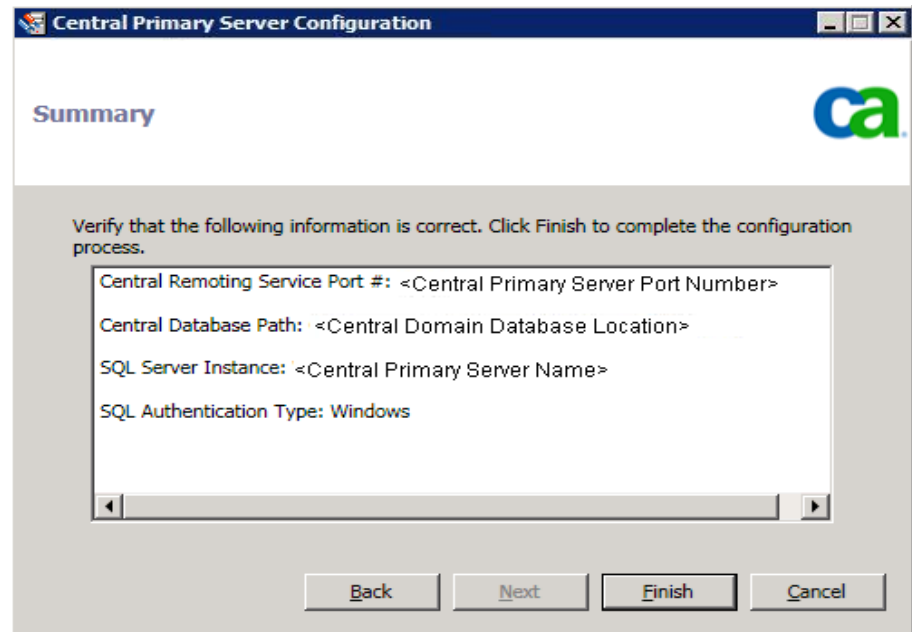 Central Primary Server Configuration
Summary
ca
Verify that the following information is correct. Click Finish to complete the configuration
process.
Central Remoting Service Port #: <Central Primary Server Port Number>
Central Database Path: <Central Domain Database Location>
SQL Server Instance: <Central Primary Server Name>
SQL Authentication Type: Windows
Back Next Finish Cancel